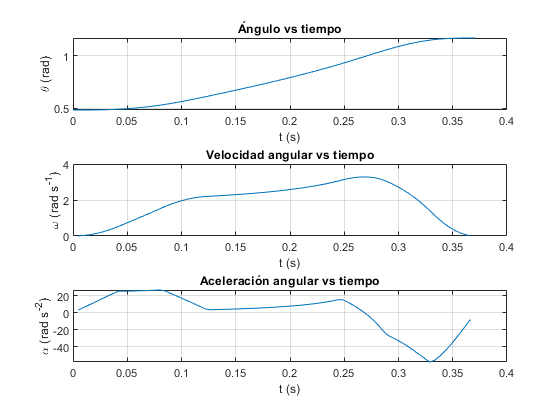 Ángulo vs tiempo
1
0.5
θ (rad)
0 0.05 0.1 0.15 0.2 0.25 0.3 0.35 0.4
t (s)
Velocidad angular vs tiempo
4
2
0
ω (rad s-1)
0 0.05 0.1 0.15 0.2 0.25 0.3 0.35 0.4
t (s)
Aceleración angular vs tiempo
20
0
-20
-40
α (rad s-2)
0 0.05 0.1 0.15 0.2 0.25 0.3 0.35 0.4
t (s)